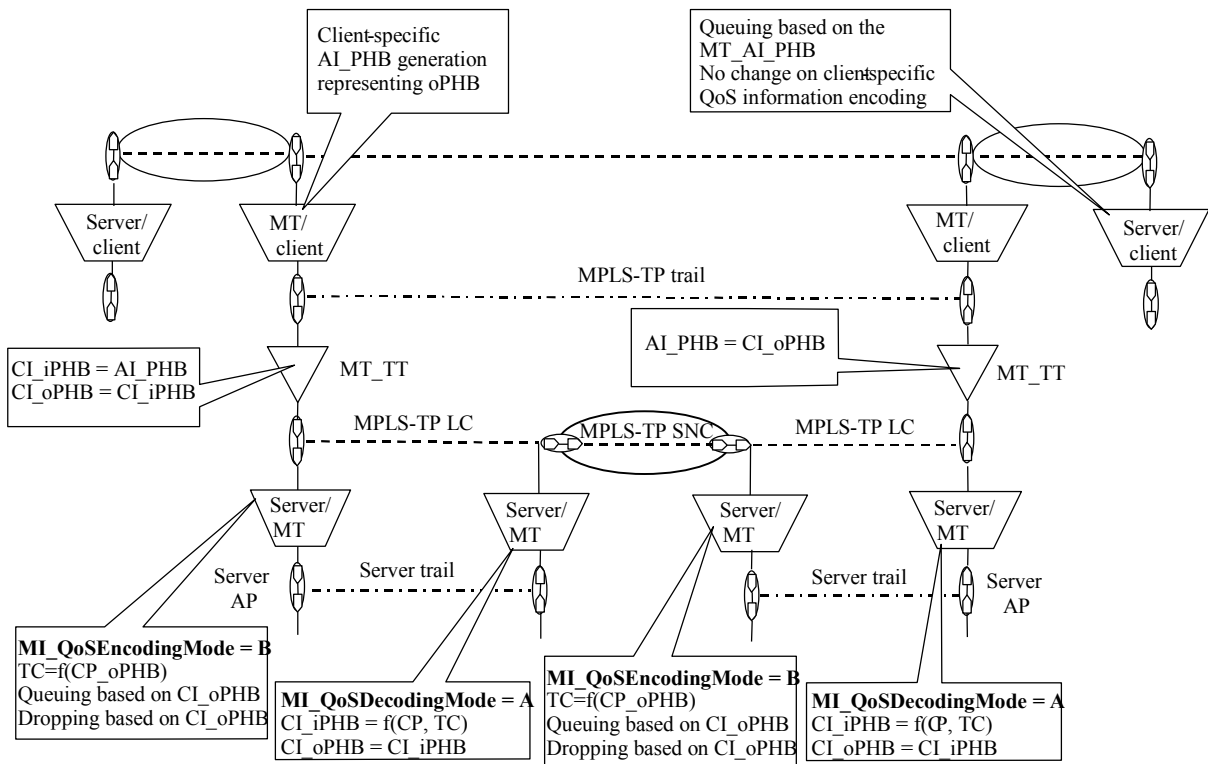 Client-specific
AI_PHB generation
representing oPHB
Queuing based on the
MT_AI_PHB
No change on client-specific
QoS information encoding
Server/
client
MT/
client
MT/
client
Server/
client
MPLS-TP trail
CI_iPHB = AI_PHB
CI_oPHB = CI_iPHB
MT_TT
AI_PHB = CI_oPHB
MT_TT
MPLS-TP LC
MPLS-TP SNC
MPLS-TP LC
Server/
MT
Server/
MT
Server/
MT
Server/
MT
Server
AP
Server trail
Server trail
Server
AP
MI_QoSEncodingMode = B
TC=f(CP_oPHB)
Queuing based on CI_oPHB
Dropping based on CI_oPHB
MI_QoSDecodingMode = A
CI_iPHB = f(CP, TC)
CI_oPHB = CI_iPHB
MI_QoSEncodingMode = B
TC=f(CP_oPHB)
Queuing based on CI_oPHB
Dropping based on CI_oPHB
MI_QoSDecodingMode = A
CI_iPHB = f(CP, TC)
CI_oPHB = CI_iPHB